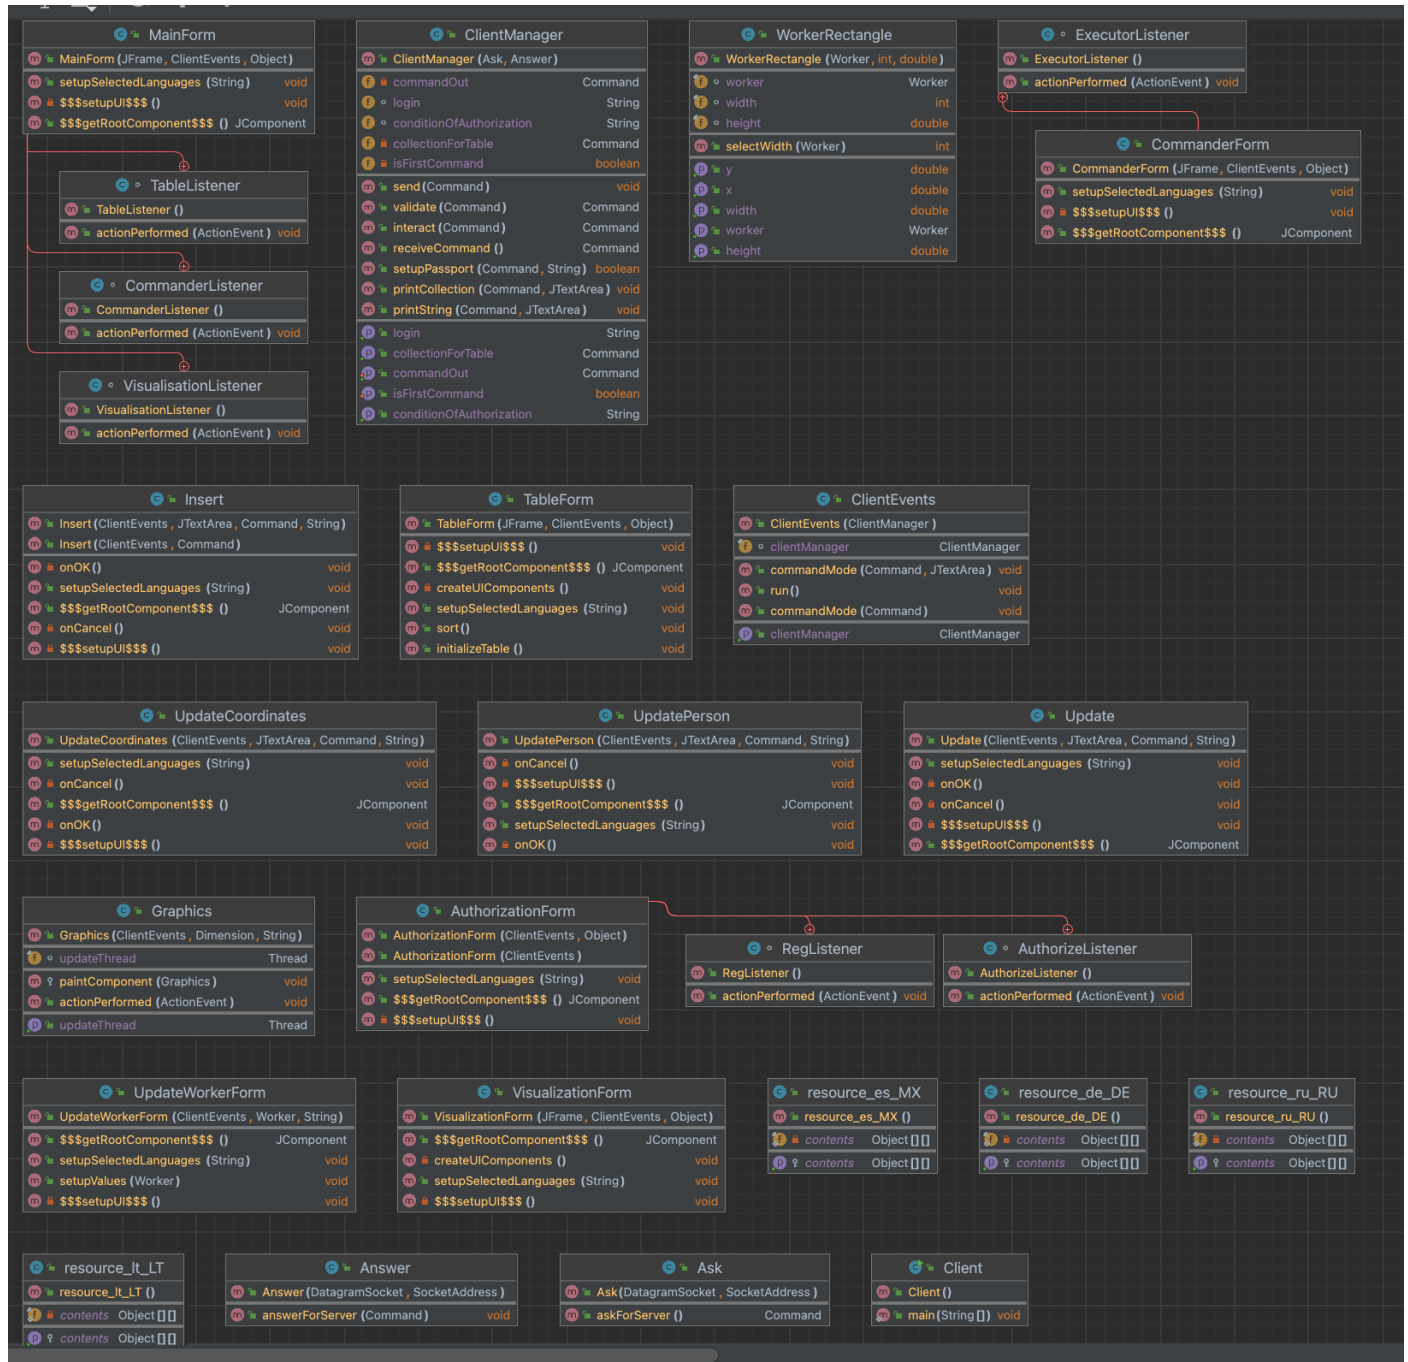 MainForm
MainForm (JFrame, ClientEvents, Object)
setupSelectedLanguages (String) void
$$$setupUI$$$ () void
$$$getRootComponent$$$ () JComponent
TableListener
TableListener ()
actionPerformed (ActionEvent) void
CommanderListener
CommanderListener ()
actionPerformed (ActionEvent) void
VisualisationListener
VisualisationListener ()
actionPerformed (ActionEvent) void
ClientManager
ClientManager (Ask, Answer)
commandOut Command
login String
conditionOfAuthorization String
collectionForTable Command
isFirstCommand boolean
send (Command) void
validate (Command) Command
interact (Command) Command
receiveCommand () Command
setupPassport (Command, String) boolean
printCollection (Command, JTextArea) void
printString (Command, JTextArea) void
login String
collectionForTable Command
commandOut Command
isFirstCommand boolean
conditionOfAuthorization String
WorkerRectangle
WorkerRectangle (Worker, int, double)
worker Worker
width int
height double
selectWidth (Worker) int
y double
x double
width double
worker Worker
height double
ExecutorListener
ExecutorListener ()
actionPerformed (ActionEvent) void
CommanderForm
CommanderForm (JFrame, ClientEvents, Object)
setupSelectedLanguages (String) void
$$$setupUI$$$ () void
$$$getRootComponent$$$ () JComponent
Insert
Insert (ClientEvents, JTextArea, Command, String)
Insert (ClientEvents, Command)
onOK() void
setupSelectedLanguages (String) void
$$$getRootComponent$$$ () JComponent
onCancel () void
$$$setupUI$$$ () void
TableForm
TableForm (JFrame, ClientEvents, Object)
$$$setupUI$$$ () void
$$$getRootComponent$$$ () JComponent
createUIComponents () void
setupSelectedLanguages (String) void
sort() void
initializeTable () void
ClientEvents
ClientEvents (ClientManager)
clientManager ClientManager
commandMode (Command, JTextArea) void
run() void
commandMode (Command) void
clientManager ClientManager
UpdateCoordinates
UpdateCoordinates (ClientEvents, JTextArea, Command, String)
setupSelectedLanguages (String) void
onCancel () void
$$$getRootComponent$$$ () JComponent
onOK() void
$$$setupUI$$$ () void
UpdatePerson
UpdatePerson (ClientEvents, JTextArea, Command, String)
onCancel () void
$$$setupUI$$$ () void
$$$getRootComponent$$$ () JComponent
setupSelectedLanguages (String) void
onOK() void
Update
Update (ClientEvents, JTextArea, Command, String)
setupSelectedLanguages (String) void
onOK() void
onCancel () void
$$$setupUI$$$ () void
$$$getRootComponent$$$ () JComponent
Graphics
Graphics (ClientEvents, Dimension, String)
updateThread Thread
paintComponent (Graphics) void
actionPerformed (ActionEvent) void
updateThread Thread
AuthorizationForm
AuthorizationForm (ClientEvents, Object)
AuthorizationForm (ClientEvents)
setupSelectedLanguages (String) void
$$$getRootComponent$$$ () JComponent
$$$setupUI$$$ () void
RegListener
RegListener ()
actionPerformed (ActionEvent) void
AuthorizeListener
AuthorizeListener ()
actionPerformed (ActionEvent) void
UpdateWorkerForm
UpdateWorkerForm (ClientEvents, Worker, String)
$$$getRootComponent$$$ () JComponent
setupSelectedLanguages (String) void
setupValues (Worker) void
$$$setupUI$$$ () void
VisualizationForm
VisualizationForm (JFrame, ClientEvents, Object)
$$$getRootComponent$$$ () JComponent
createUIComponents () void
setupSelectedLanguages (String) void
$$$setupUI$$$ () void
resource_es_MX
resource_es_MX ()
contents Object[][]
contents Object[][]
resource_de_DE
resource_de_DE ()
contents Object[][]
contents Object[][]
resource_ru_RU
resource_ru_RU ()
contents Object[][]
contents Object[][]
resource_lt_LT
resource_lt_LT ()
contents Object[][]
contents Object[][]
Answer
Answer (DatagramSocket, SocketAddress)
answerForServer (Command) void
Ask
Ask (DatagramSocket, SocketAddress)
askForServer () Command
Client
Client ()
main (String[]) void